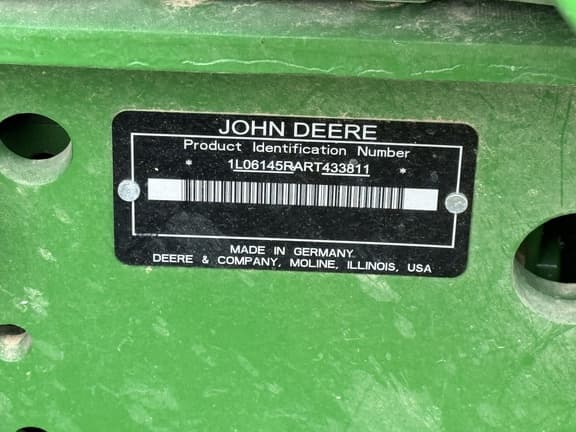 JOHN DEERE
Product Identification Number
* 1L06145RART433811 *
MADE IN GERMANY
DEERE & COMPANY, MOLINE, ILLINOIS, USA